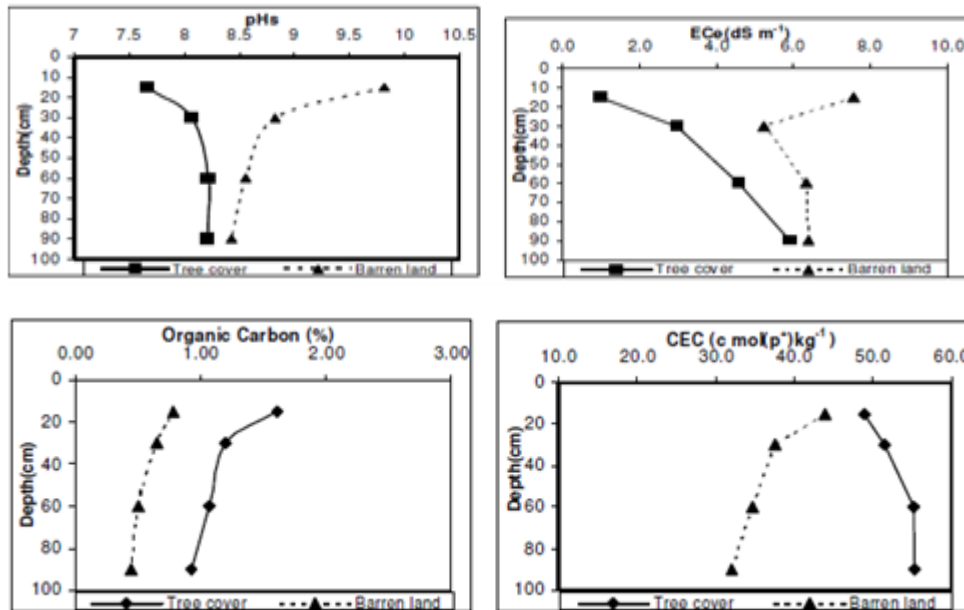 pHs
7 7.5 8 8.5 9 9.5 10 10.5
Depth(cm)
0
10
20
30
40
50
60
70
80
90
100
Tree cover Barren land
ECe(dS m⁻¹)
0.0 2.0 4.0 6.0 8.0 10.0
Depth(cm)
0
10
20
30
40
50
60
70
80
90
100
Tree cover Barren land
Organic Carbon (%)
0.00 1.00 2.00 3.00
Depth(cm)
0
20
40
60
80
100
Tree cover Barren land
CEC (c mol(p⁺)kg⁻¹)
10.0 20.0 30.0 40.0 50.0 60.0
Depth(cm)
0
20
40
60
80
100
Tree cover Barren land